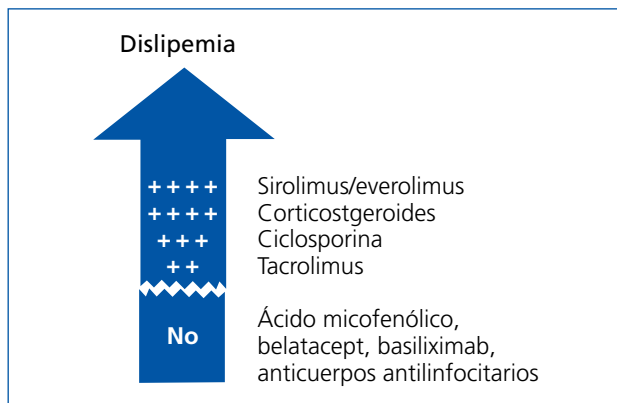 Dislipemia
++++ Sirolimus/everolimus
++++ Corticostgeroides
+++ Ciclosporina
++ Tacrolimus
No Ácido micofenólico,
belatacept, basiliximab,
anticuerpos antilinfocitarios